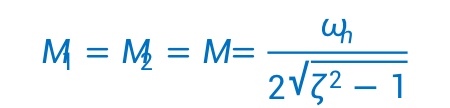 M₁ = M₂ = M = ωₙ / 2√ζ² − 1